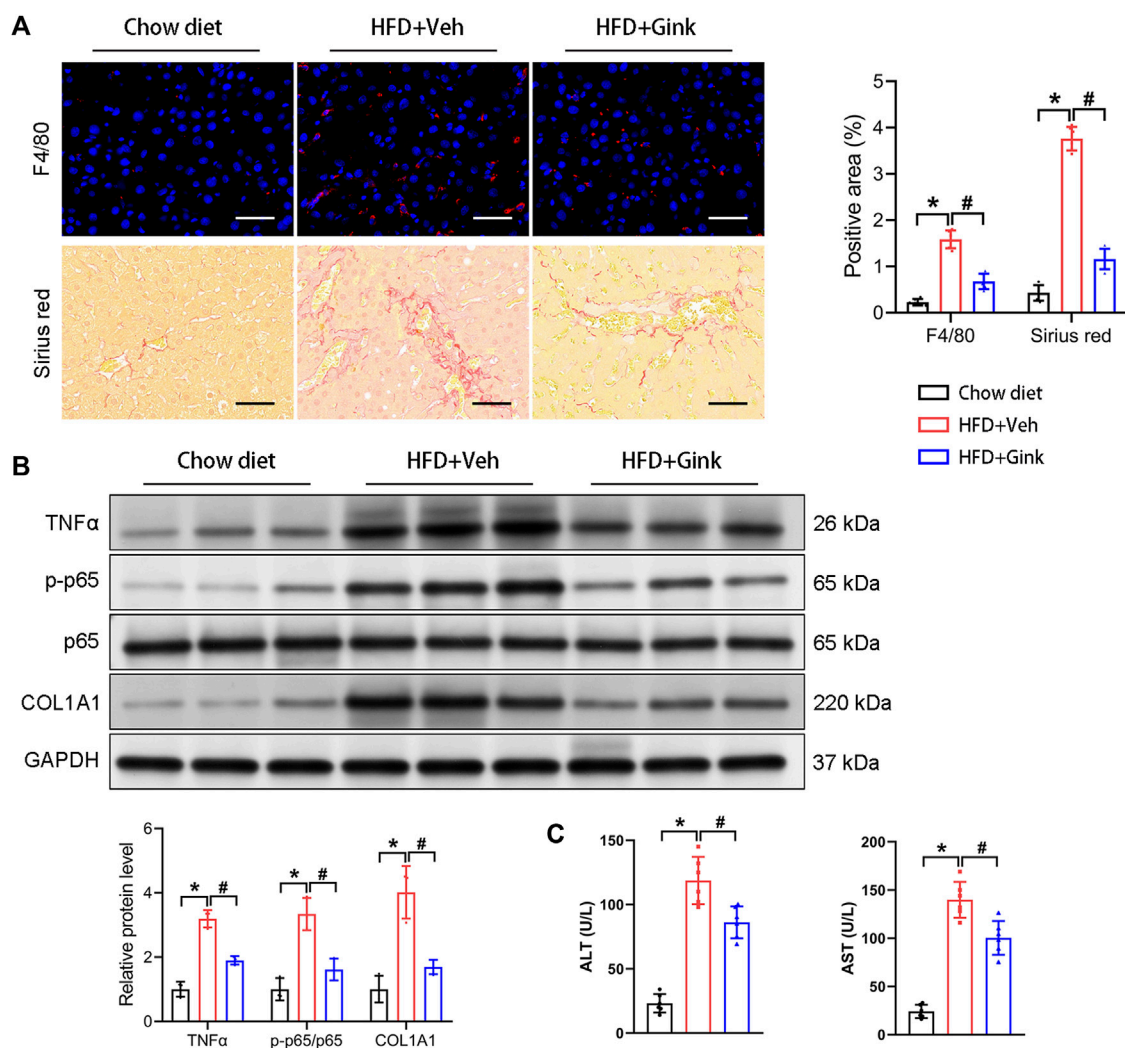 A
Chow diet HFD+Veh HFD+Gink
F4/80
Sirius red
Positive area (%)
5
4
3
2
1
0
* # * #
F4/80 Sirius red
Chow diet
HFD+Veh
HFD+Gink
B
Chow diet HFD+Veh HFD+Gink
TNFα 26 kDa
p-p65 65 kDa
p65 65 kDa
COL1A1 220 kDa
GAPDH 37 kDa
Relative protein level
6
4
2
0
* # * # * #
TNFα p-p65/p65 COL1A1
C
ALT (U/L)
150
100
50
0
* #
AST (U/L)
200
150
100
50
0
* #